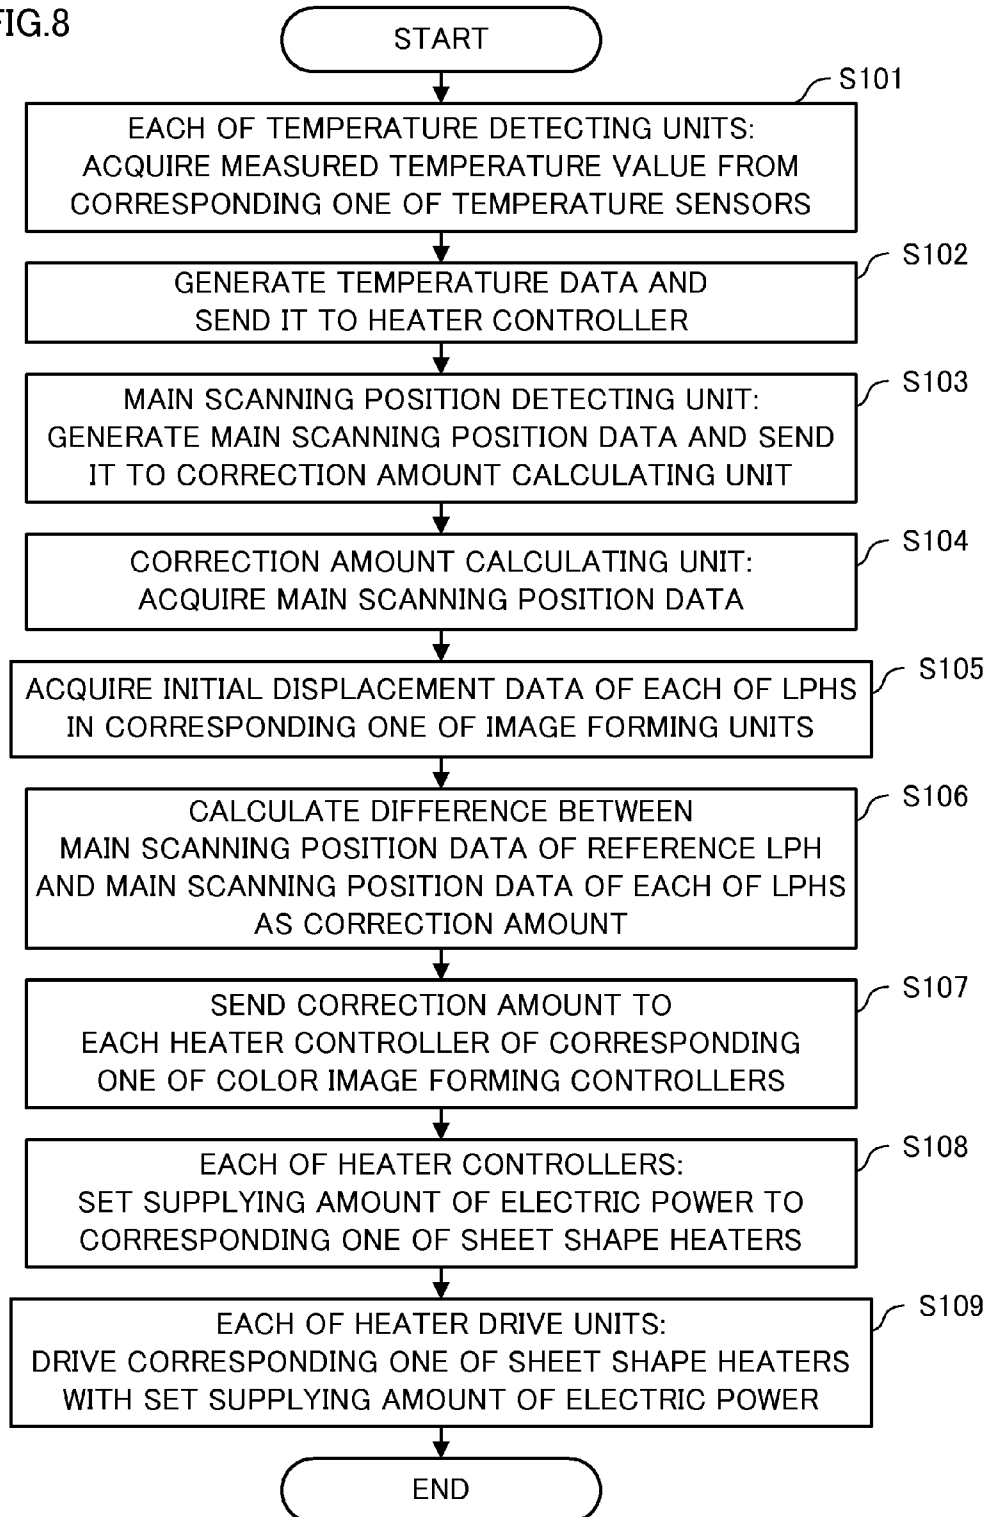 FIG.8
START
S101
EACH OF TEMPERATURE DETECTING UNITS:
ACQUIRE MEASURED TEMPERATURE VALUE FROM
CORRESPONDING ONE OF TEMPERATURE SENSORS
S102
GENERATE TEMPERATURE DATA AND
SEND IT TO HEATER CONTROLLER
S103
MAIN SCANNING POSITION DETECTING UNIT:
GENERATE MAIN SCANNING POSITION DATA AND SEND
IT TO CORRECTION AMOUNT CALCULATING UNIT
S104
CORRECTION AMOUNT CALCULATING UNIT:
ACQUIRE MAIN SCANNING POSITION DATA
S105
ACQUIRE INITIAL DISPLACEMENT DATA OF EACH OF LPHS
IN CORRESPONDING ONE OF IMAGE FORMING UNITS
S106
CALCULATE DIFFERENCE BETWEEN
MAIN SCANNING POSITION DATA OF REFERENCE LPH
AND MAIN SCANNING POSITION DATA OF EACH OF LPHS
AS CORRECTION AMOUNT
S107
SEND CORRECTION AMOUNT TO
EACH HEATER CONTROLLER OF CORRESPONDING
ONE OF COLOR IMAGE FORMING CONTROLLERS
S108
EACH OF HEATER CONTROLLERS:
SET SUPPLYING AMOUNT OF ELECTRIC POWER TO
CORRESPONDING ONE OF SHEET SHAPE HEATERS
S109
EACH OF HEATER DRIVE UNITS:
DRIVE CORRESPONDING ONE OF SHEET SHAPE HEATERS
WITH SET SUPPLYING AMOUNT OF ELECTRIC POWER
END